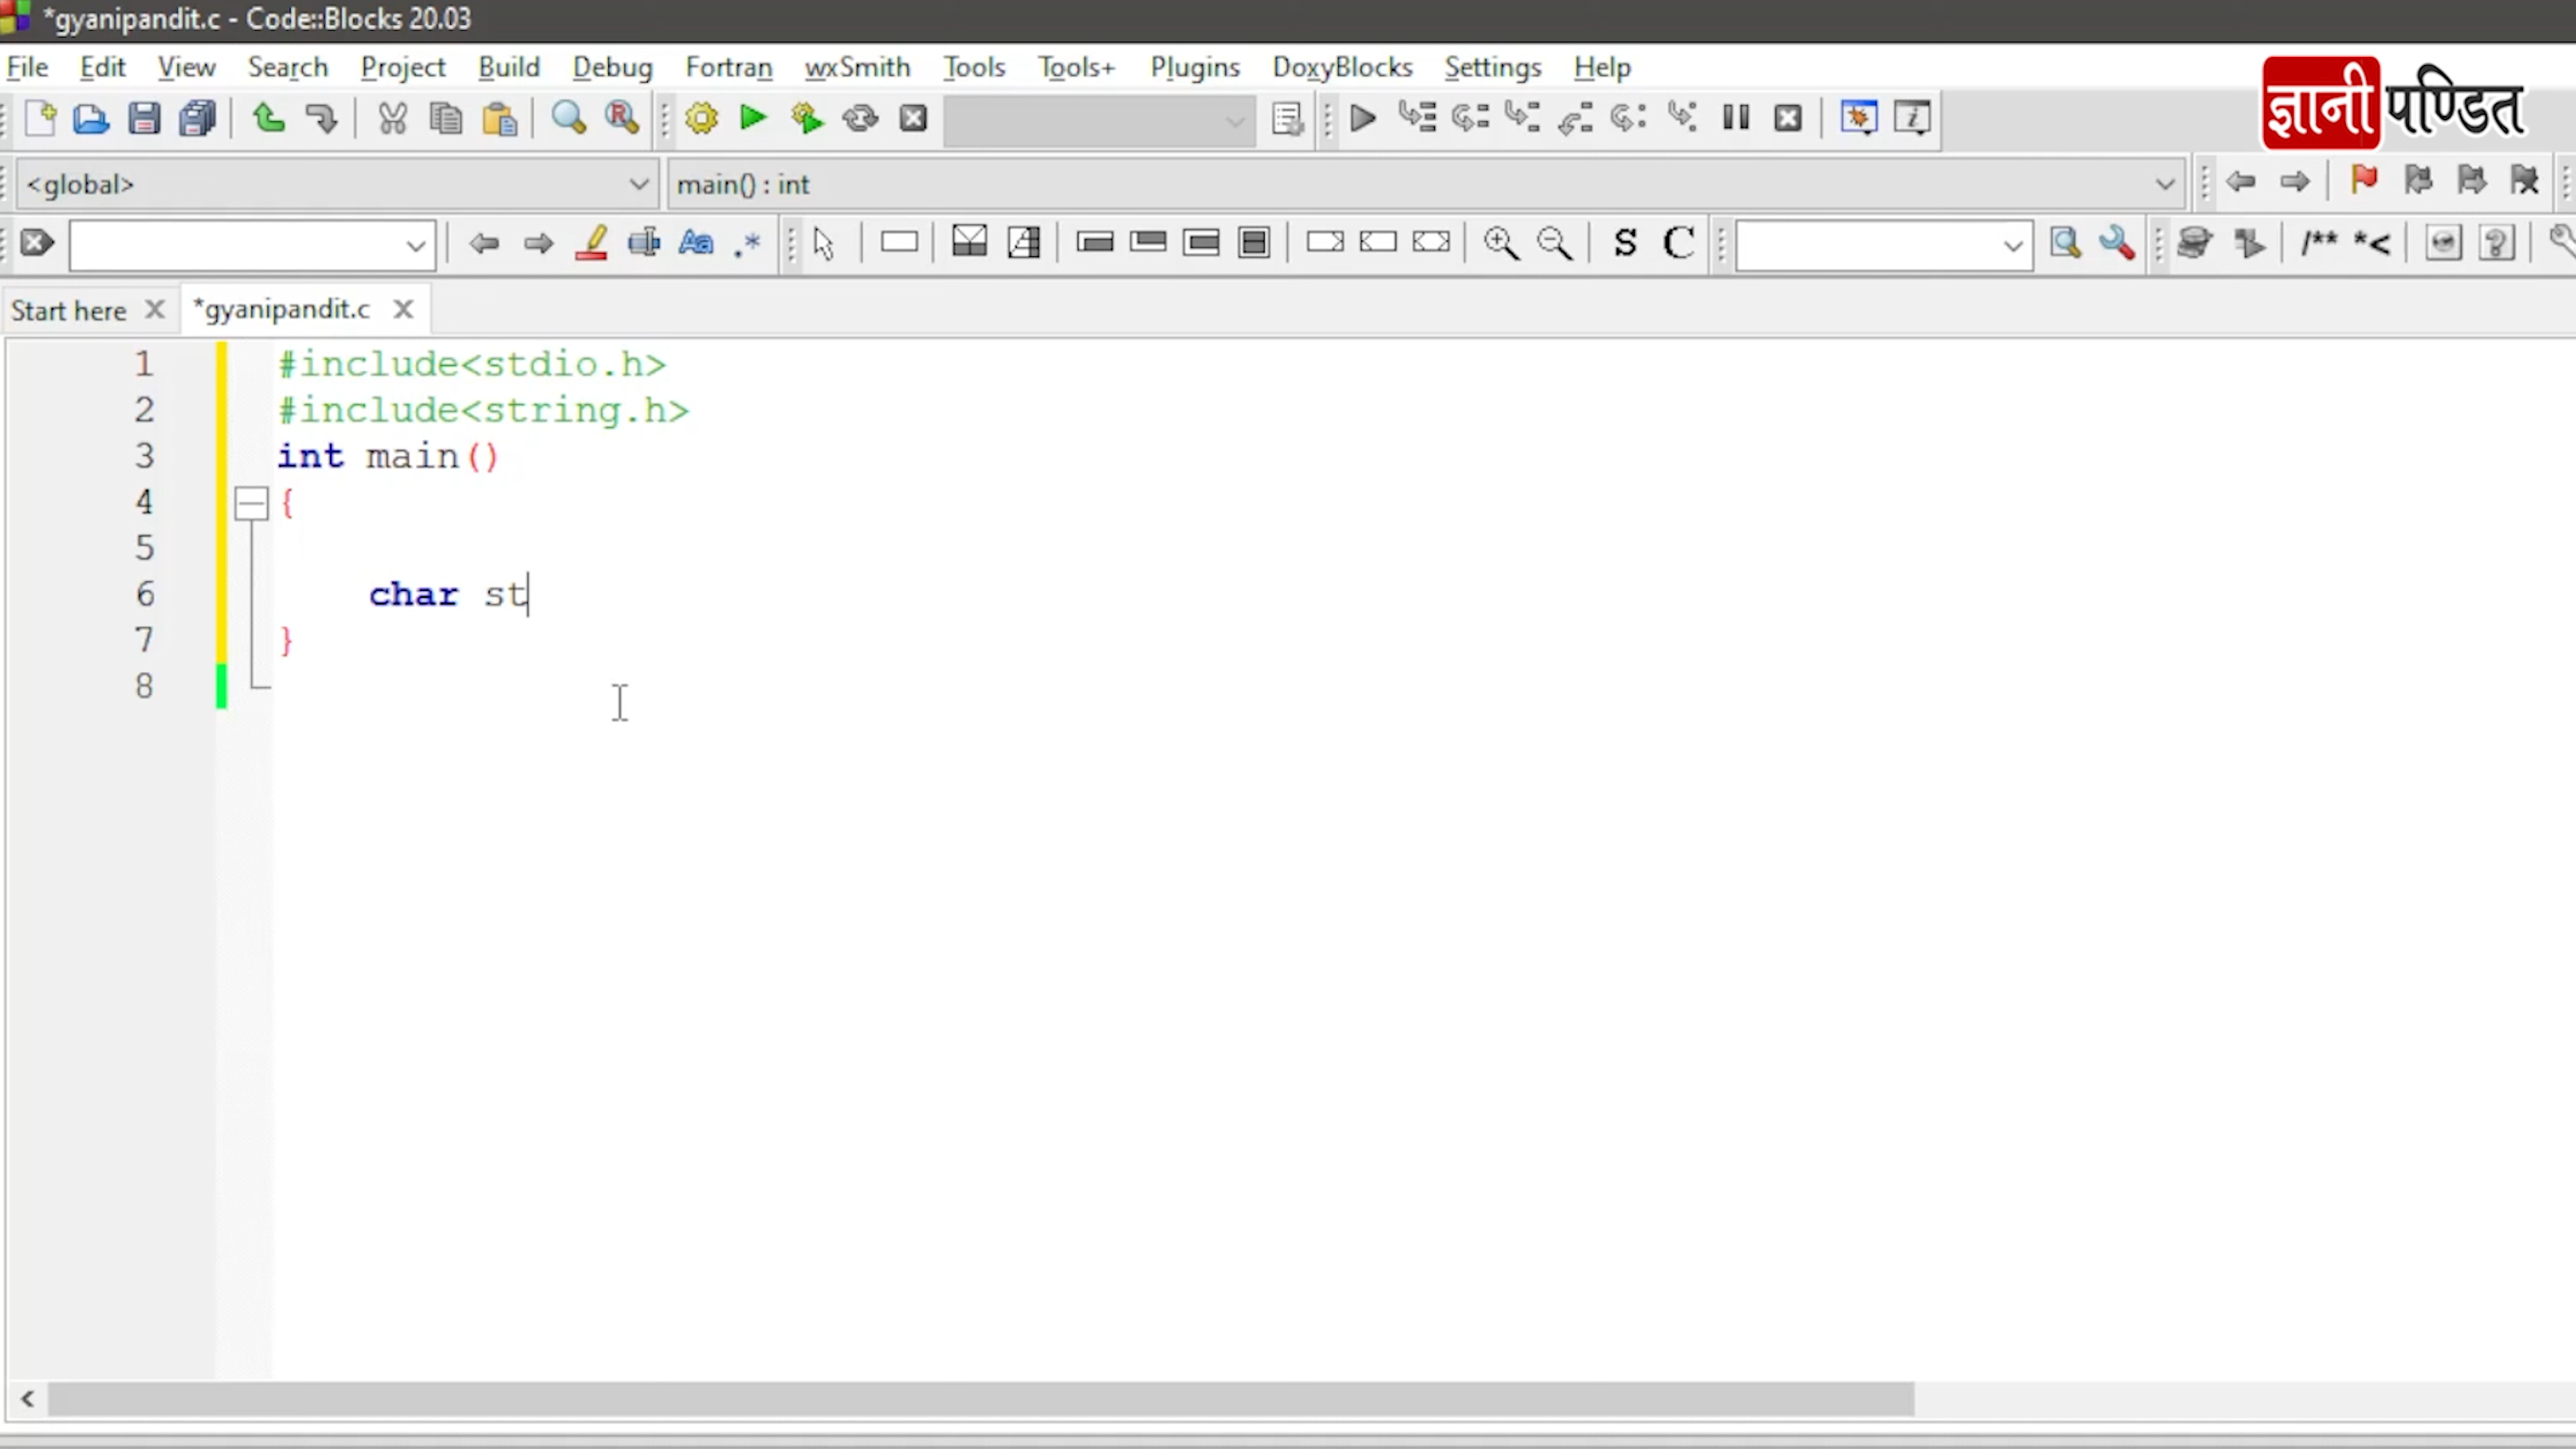 *gyanipandit.c - Code::Blocks 20.03
File Edit View Search Project Build Debug Fortran wxSmith Tools Tools+ Plugins DoxyBlocks Settings Help
ज्ञानी पण्डित
<global> main() : int
S C /** *<
Start here *gyanipandit.c
1 #include<stdio.h>
2 #include<string.h>
3 int main()
4 {
5
6 char st
7 }
8